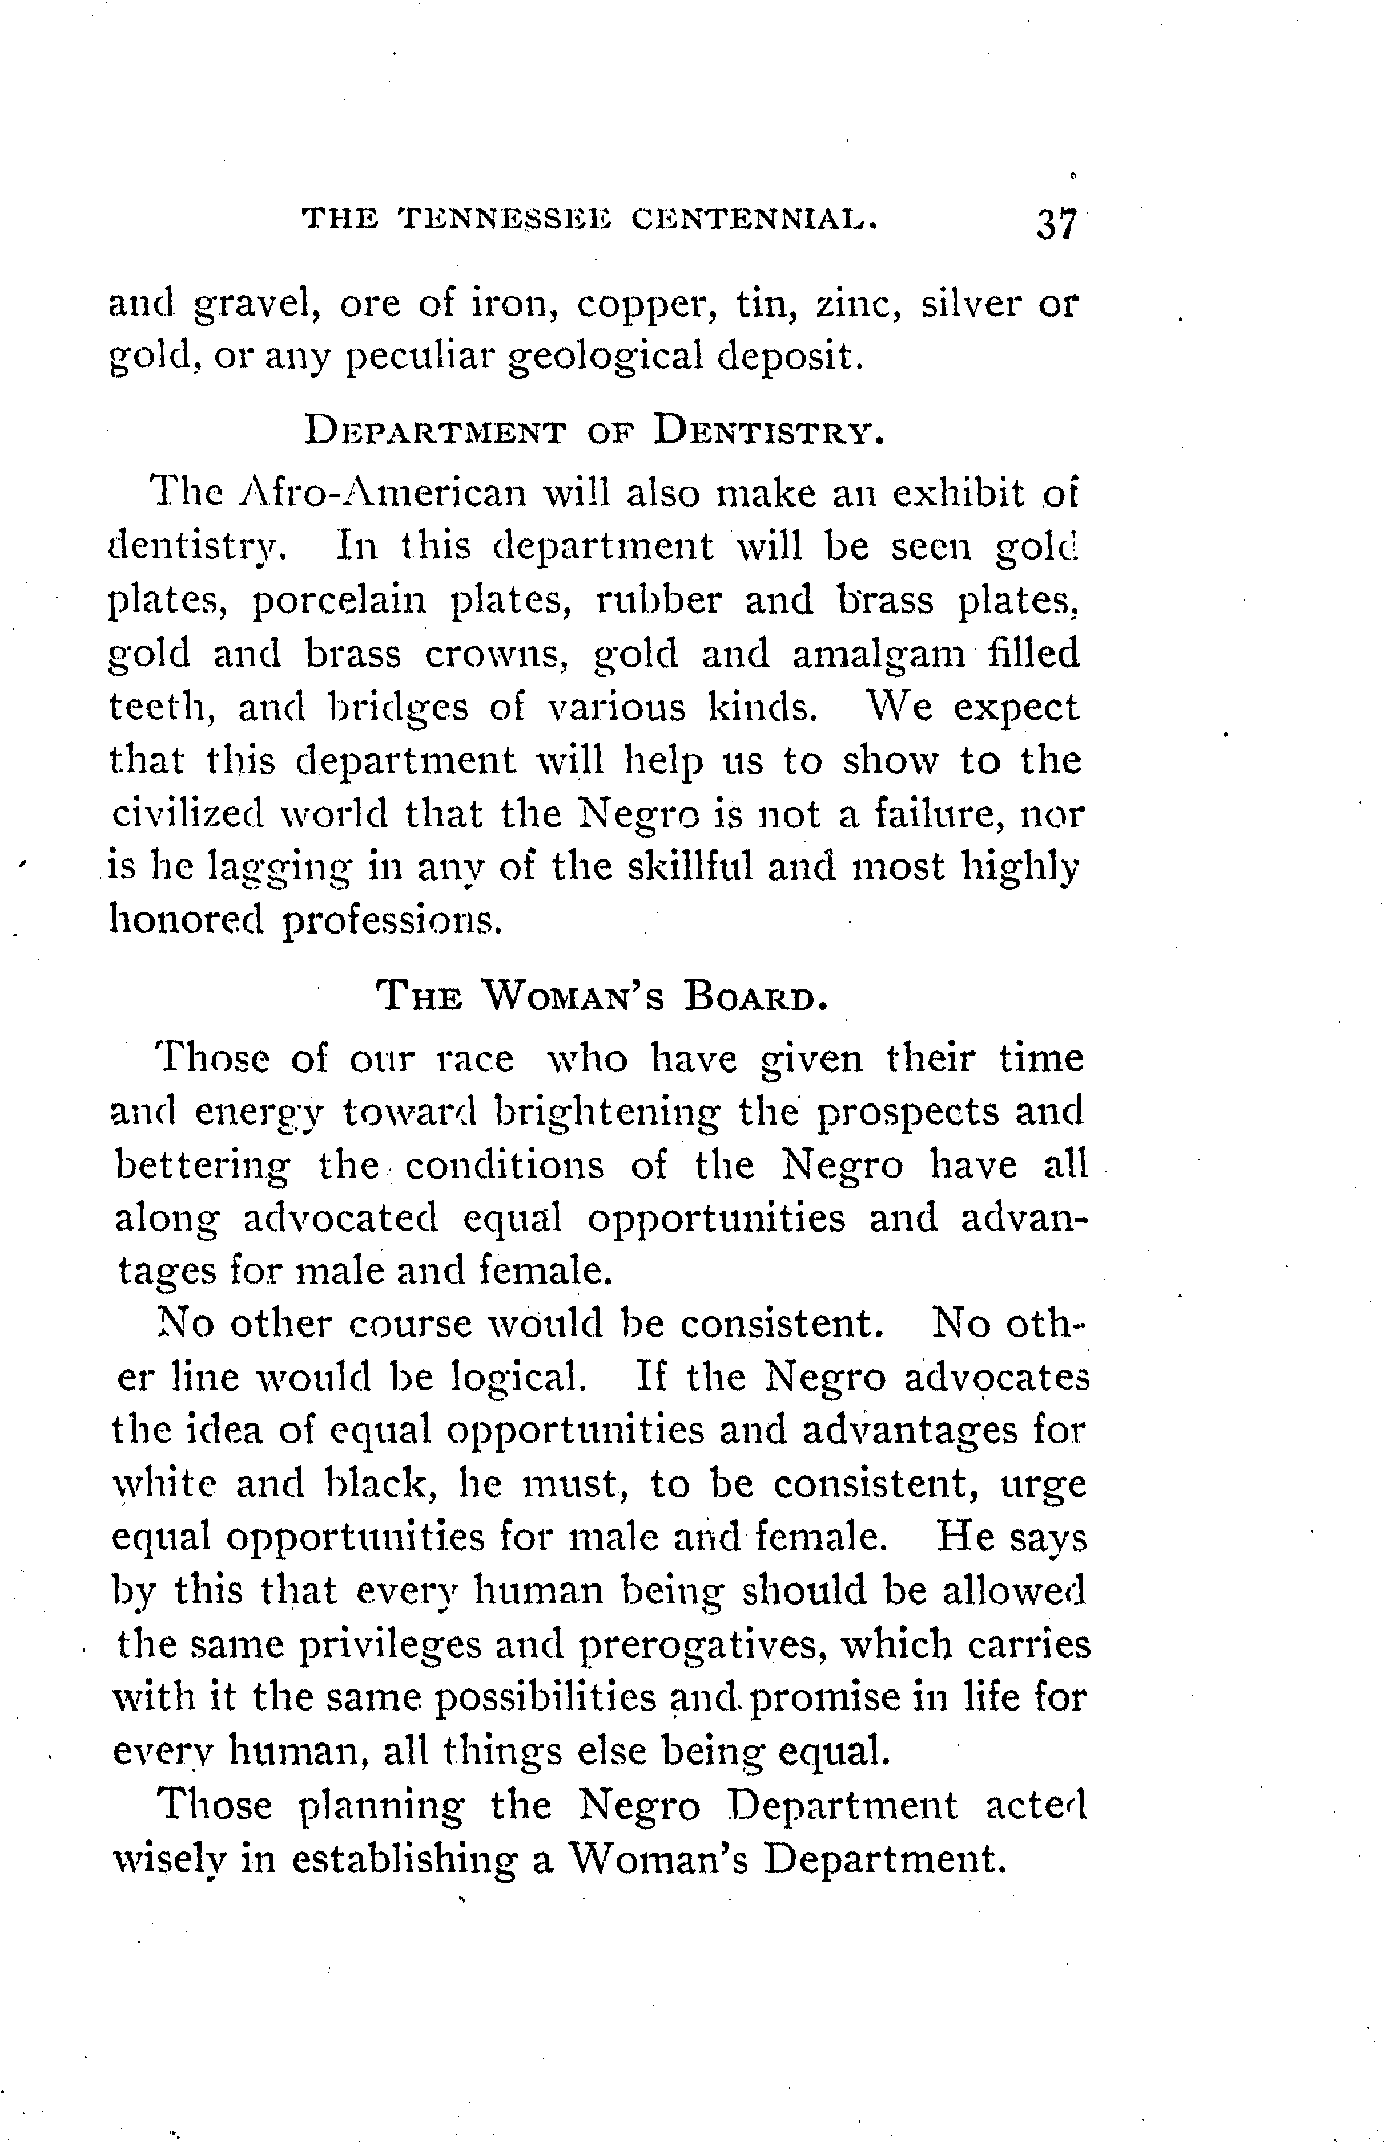 THE TENNESSEE CENTENNIAL. 37
and gravel, ore of iron, copper, tin, zinc, silver or
gold, or any peculiar geological deposit.
DEPARTMENT OF DENTISTRY.
The Afro-American will also make an exhibit of
dentistry. In this department will be seen gold
plates, porcelain plates, rubber and brass plates,
gold and brass crowns, gold and amalgam filled
teeth, and bridges of various kinds. We expect
that this department will help us to show to the
civilized world that the Negro is not a failure, nor
is he lagging in any of the skillful and most highly
honored professions.
THE WOMAN'S BOARD.
Those of our race who have given their time
and energy toward brightening the prospects and
bettering the conditions of the Negro have all
along advocated equal opportunities and advan-
tages for male and female.
No other course would be consistent. No oth-
er line would be logical. If the Negro advocates
the idea of equal opportunities and advantages for
white and black, he must, to be consistent, urge
equal opportunities for male and female. He says
by this that every human being should be allowed
the same privileges and prerogatives, which carries
with it the same possibilities and promise in life for
every human, all things else being equal.
Those planning the Negro Department acted
wisely in establishing a Woman's Department.